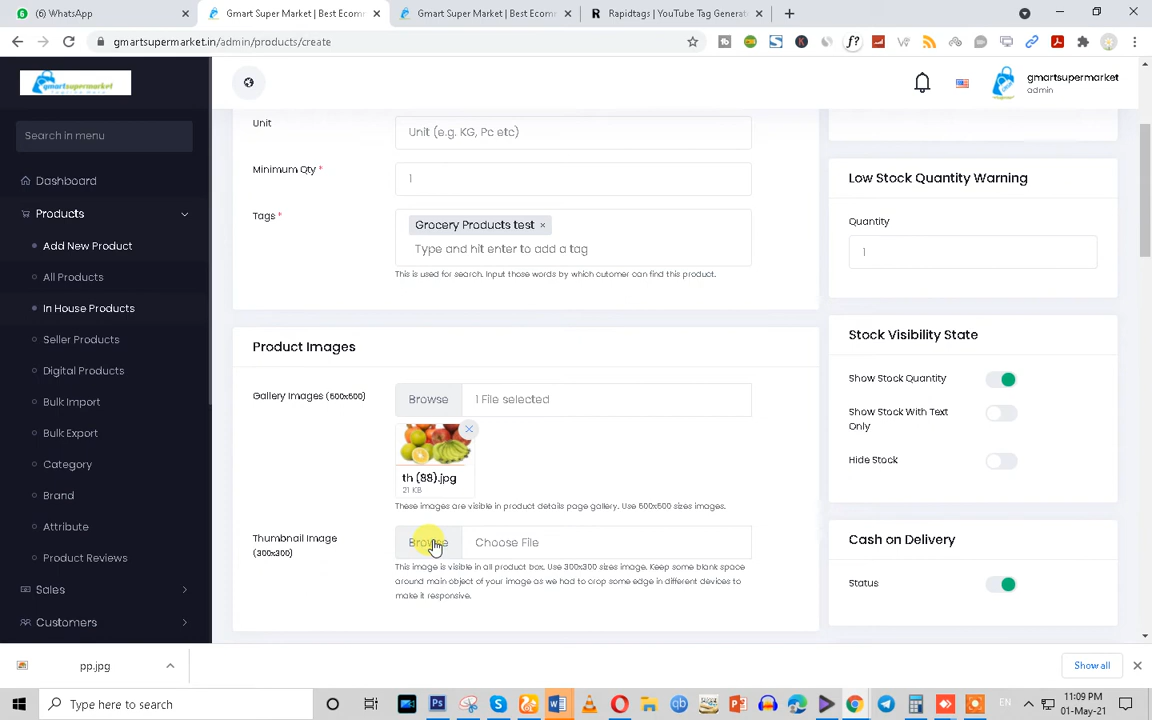 WhatsApp
Gmart Super Market | Best Ecomm
Gmart Super Market | Best Ecomm
Rapidtags | YouTube Tag Generat
gmartsupermarket.in/admin/products/create
gmartsupermarket
gmartsupermarket
admin
Search in menu
Dashboard
Products
Add New Product
All Products
In House Products
Seller Products
Digital Products
Bulk Import
Bulk Export
Category
Brand
Attribute
Product Reviews
Sales
Customers
Unit
Unit (e.g. KG, Pc etc)
Minimum Qty *
1
Tags *
Grocery Products test ×
Type and hit enter to add a tag
This is used for search. Input those words by which cutomer can find this product.
Product Images
Gallery Images (600x600)
Browse
1 File selected
th (88).jpg
21 KB
These images are visible in product details page gallery. Use 600x600 sizes images.
Thumbnail Image
(300x300)
Browse
Choose File
This image is visible in all product box. Use 300x300 sizes image. Keep some blank space
around main object of your image as we had to crop some edge in different devices to
make it responsive.
Low Stock Quantity Warning
Quantity
1
Stock Visibility State
Show Stock Quantity
Show Stock With Text
Only
Hide Stock
Cash on Delivery
Status
pp.jpg
Show all
Type here to search
EN
11:09 PM
01-May-21